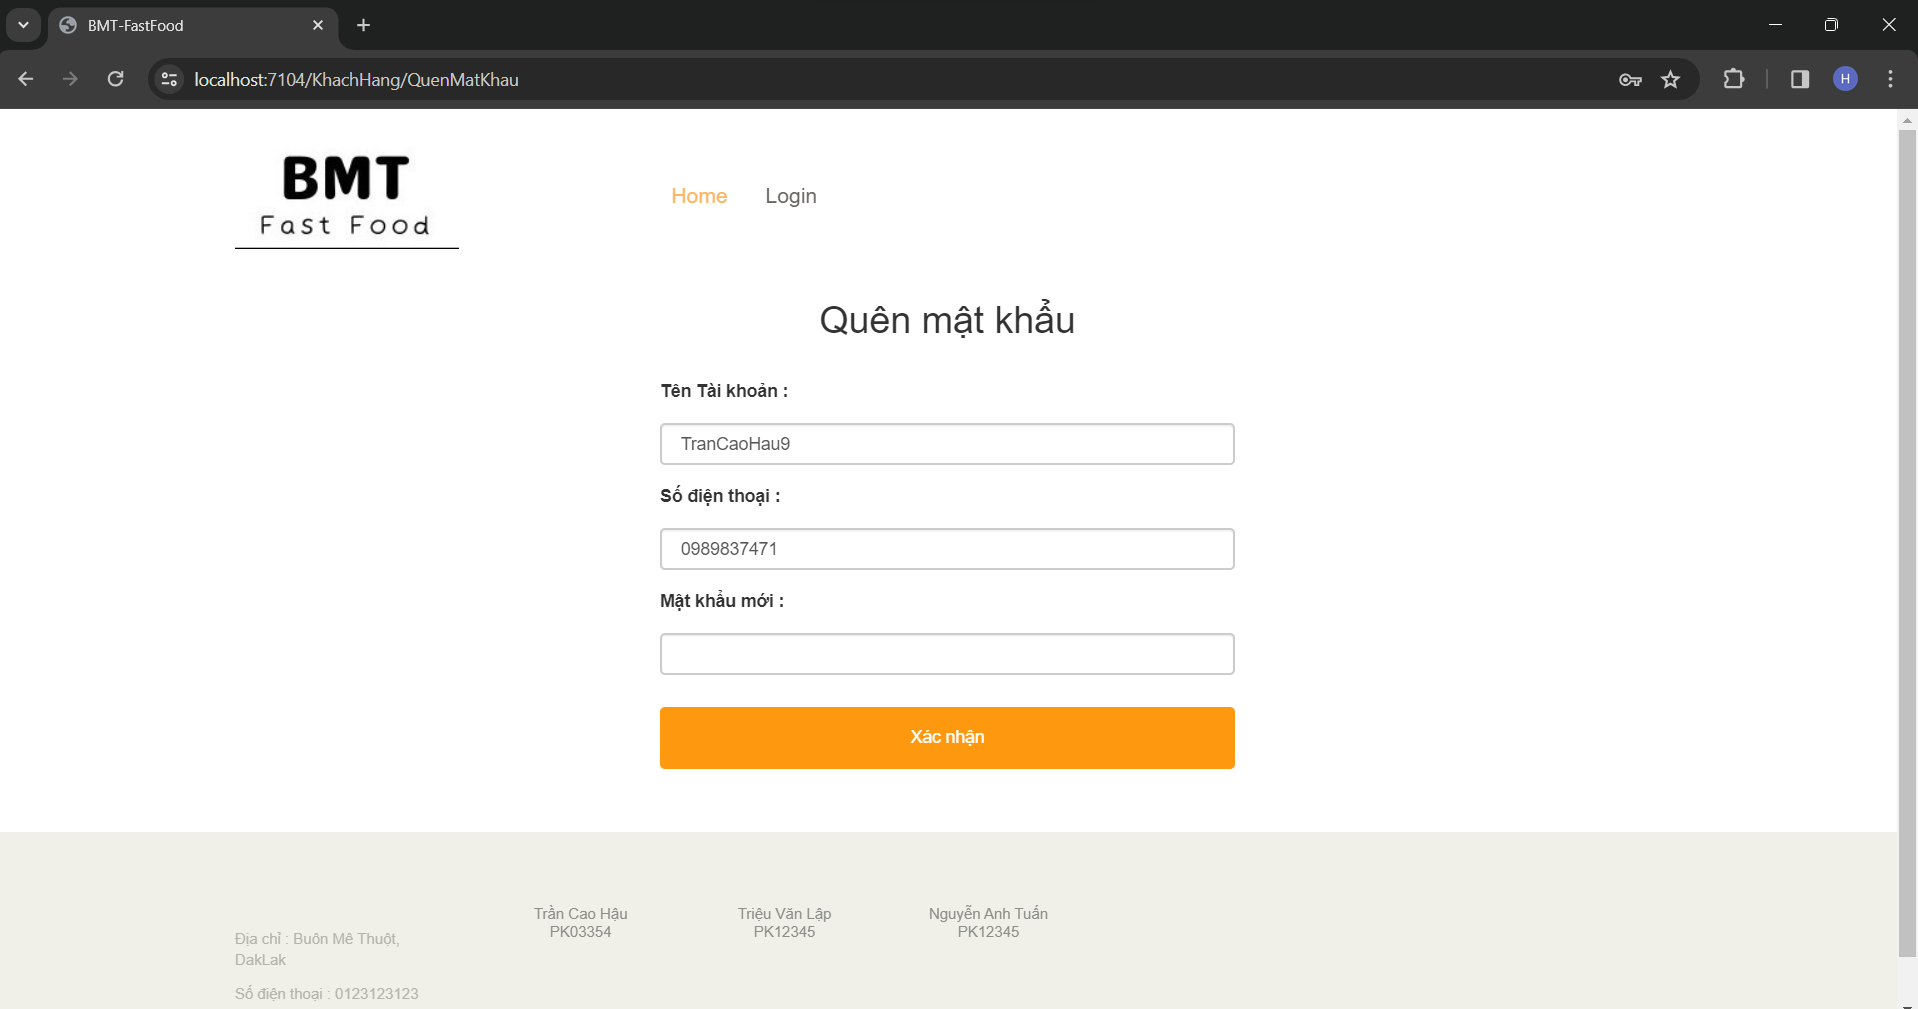 BMT-FastFood
localhost:7104/KhachHang/QuenMatKhau
H
BMT
Fast Food
Home
Login
Quên mật khẩu
Tên Tài khoản :
TranCaoHau9
Số điện thoại :
0989837471
Mật khẩu mới :
Xác nhận
Địa chỉ : Buôn Mê Thuột,
DakLak
Số điện thoại : 0123123123
Trần Cao Hậu
PK03354
Triệu Văn Lập
PK12345
Nguyễn Anh Tuấn
PK12345